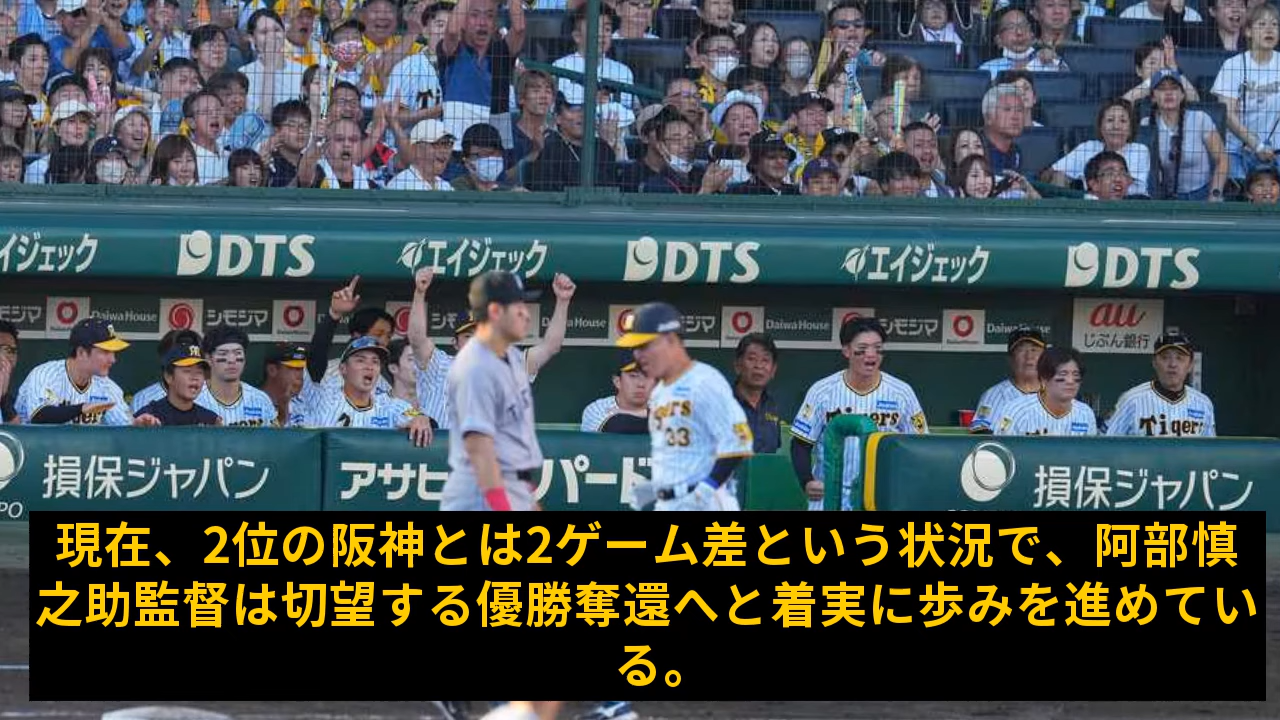 エイジェック
DTS
エイジェック
DTS
エイジェック
DTS
モシマ
Rakuten
Daiwa House
シモジマ
Rakuten
Daiwa House
シモジマ
Daiwa House
シモジマ
au
じぶん銀行
Tigers
33
Tigers
Tigers
損保ジャパン
アサヒ
パード
損保ジャパン
PO
現在、2位の阪神とは2ゲーム差という状況で、阿部慎
之助監督は切望する優勝奪還へと着実に歩みを進めてい
る。